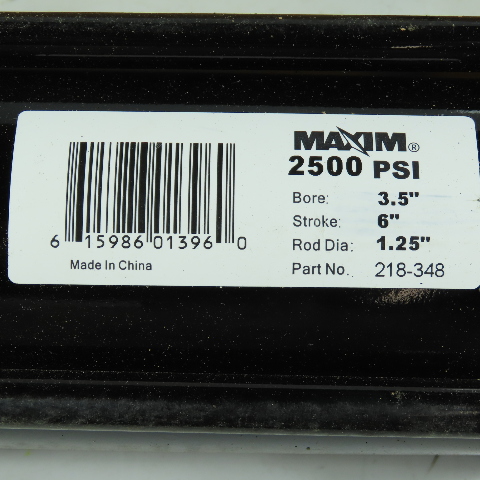 MAXIM®
2500 PSI
Bore: 3.5"
Stroke: 6"
Rod Dia: 1.25"
Part No. 218-348
6 15986 01396 0
Made In China